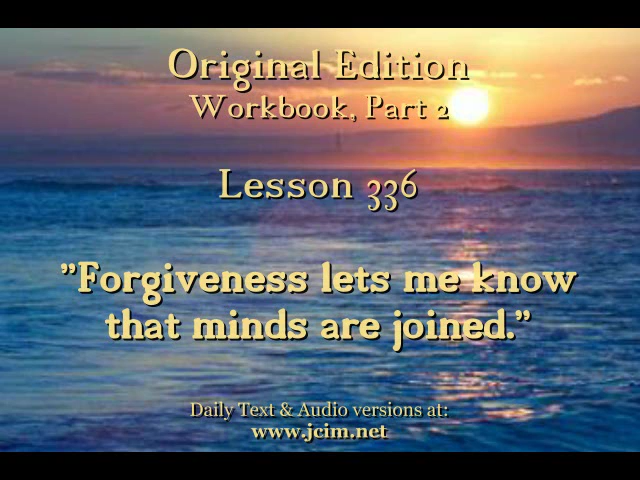 Original Edition
Workbook, Part 2
Lesson 336
"Forgiveness lets me know
that minds are joined."
Daily Text & Audio versions at:
www.jcim.net